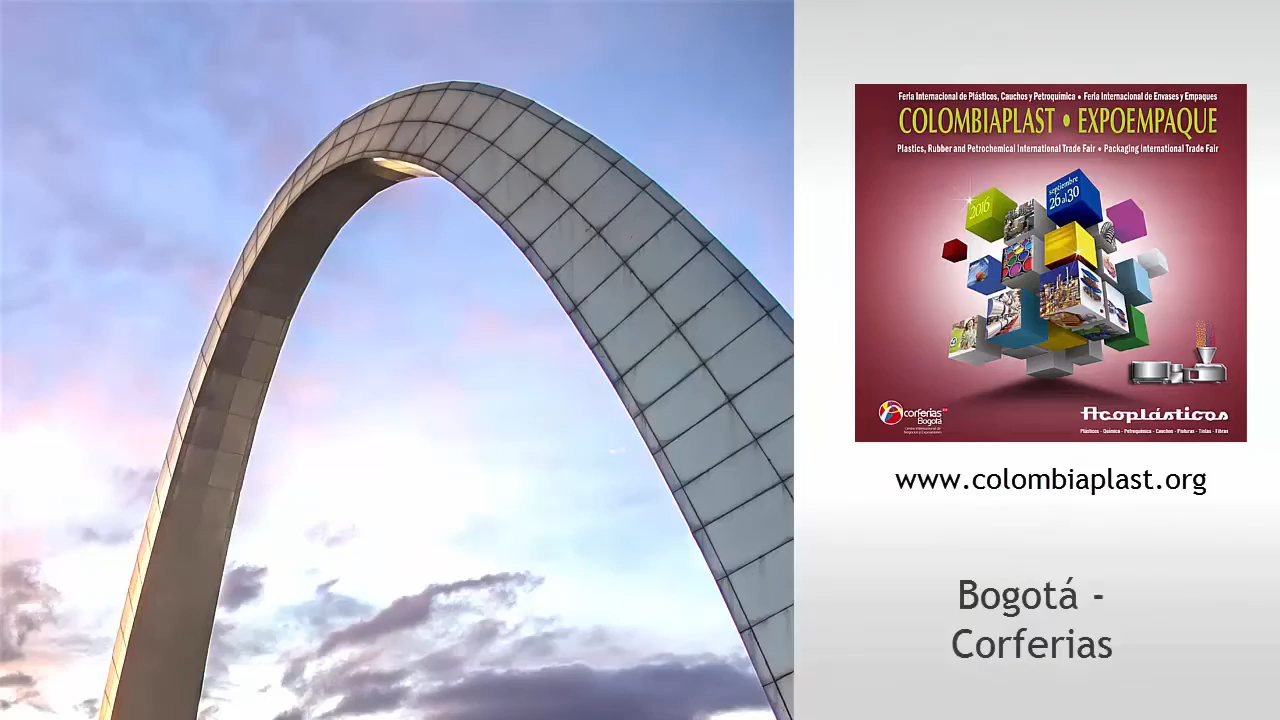 Feria Internacional de Plásticos, Cauchos y Petroquímica • Feria Internacional de Envases y Empaques
COLOMBIAPLAST • EXPOEMPAQUE
Plastics, Rubber and Petrochemical International Trade Fair • Packaging International Trade Fair
2016
septiembre
26 al 30
corferias
Bogotá
Acoplásticos
Plásticos - Química - Petroquímica - Caucho - Pinturas - Tintas - Fibras
www.colombiaplast.org
Bogotá -
Corferias